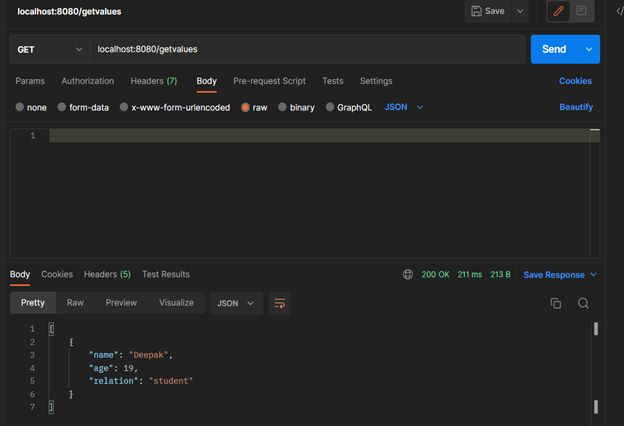 localhost:8080/getvalues
Save
GET localhost:8080/getvalues Send
Params Authorization Headers (7) Body Pre-request Script Tests Settings Cookies
none form-data x-www-form-urlencoded raw binary GraphQL JSON Beautify
1
Body Cookies Headers (5) Test Results 200 OK 211 ms 213 B Save Response
Pretty Raw Preview Visualize JSON
1 [
2 {
3 "name": "Deepak",
4 "age": 19,
5 "relation": "student"
6 }
7 ]